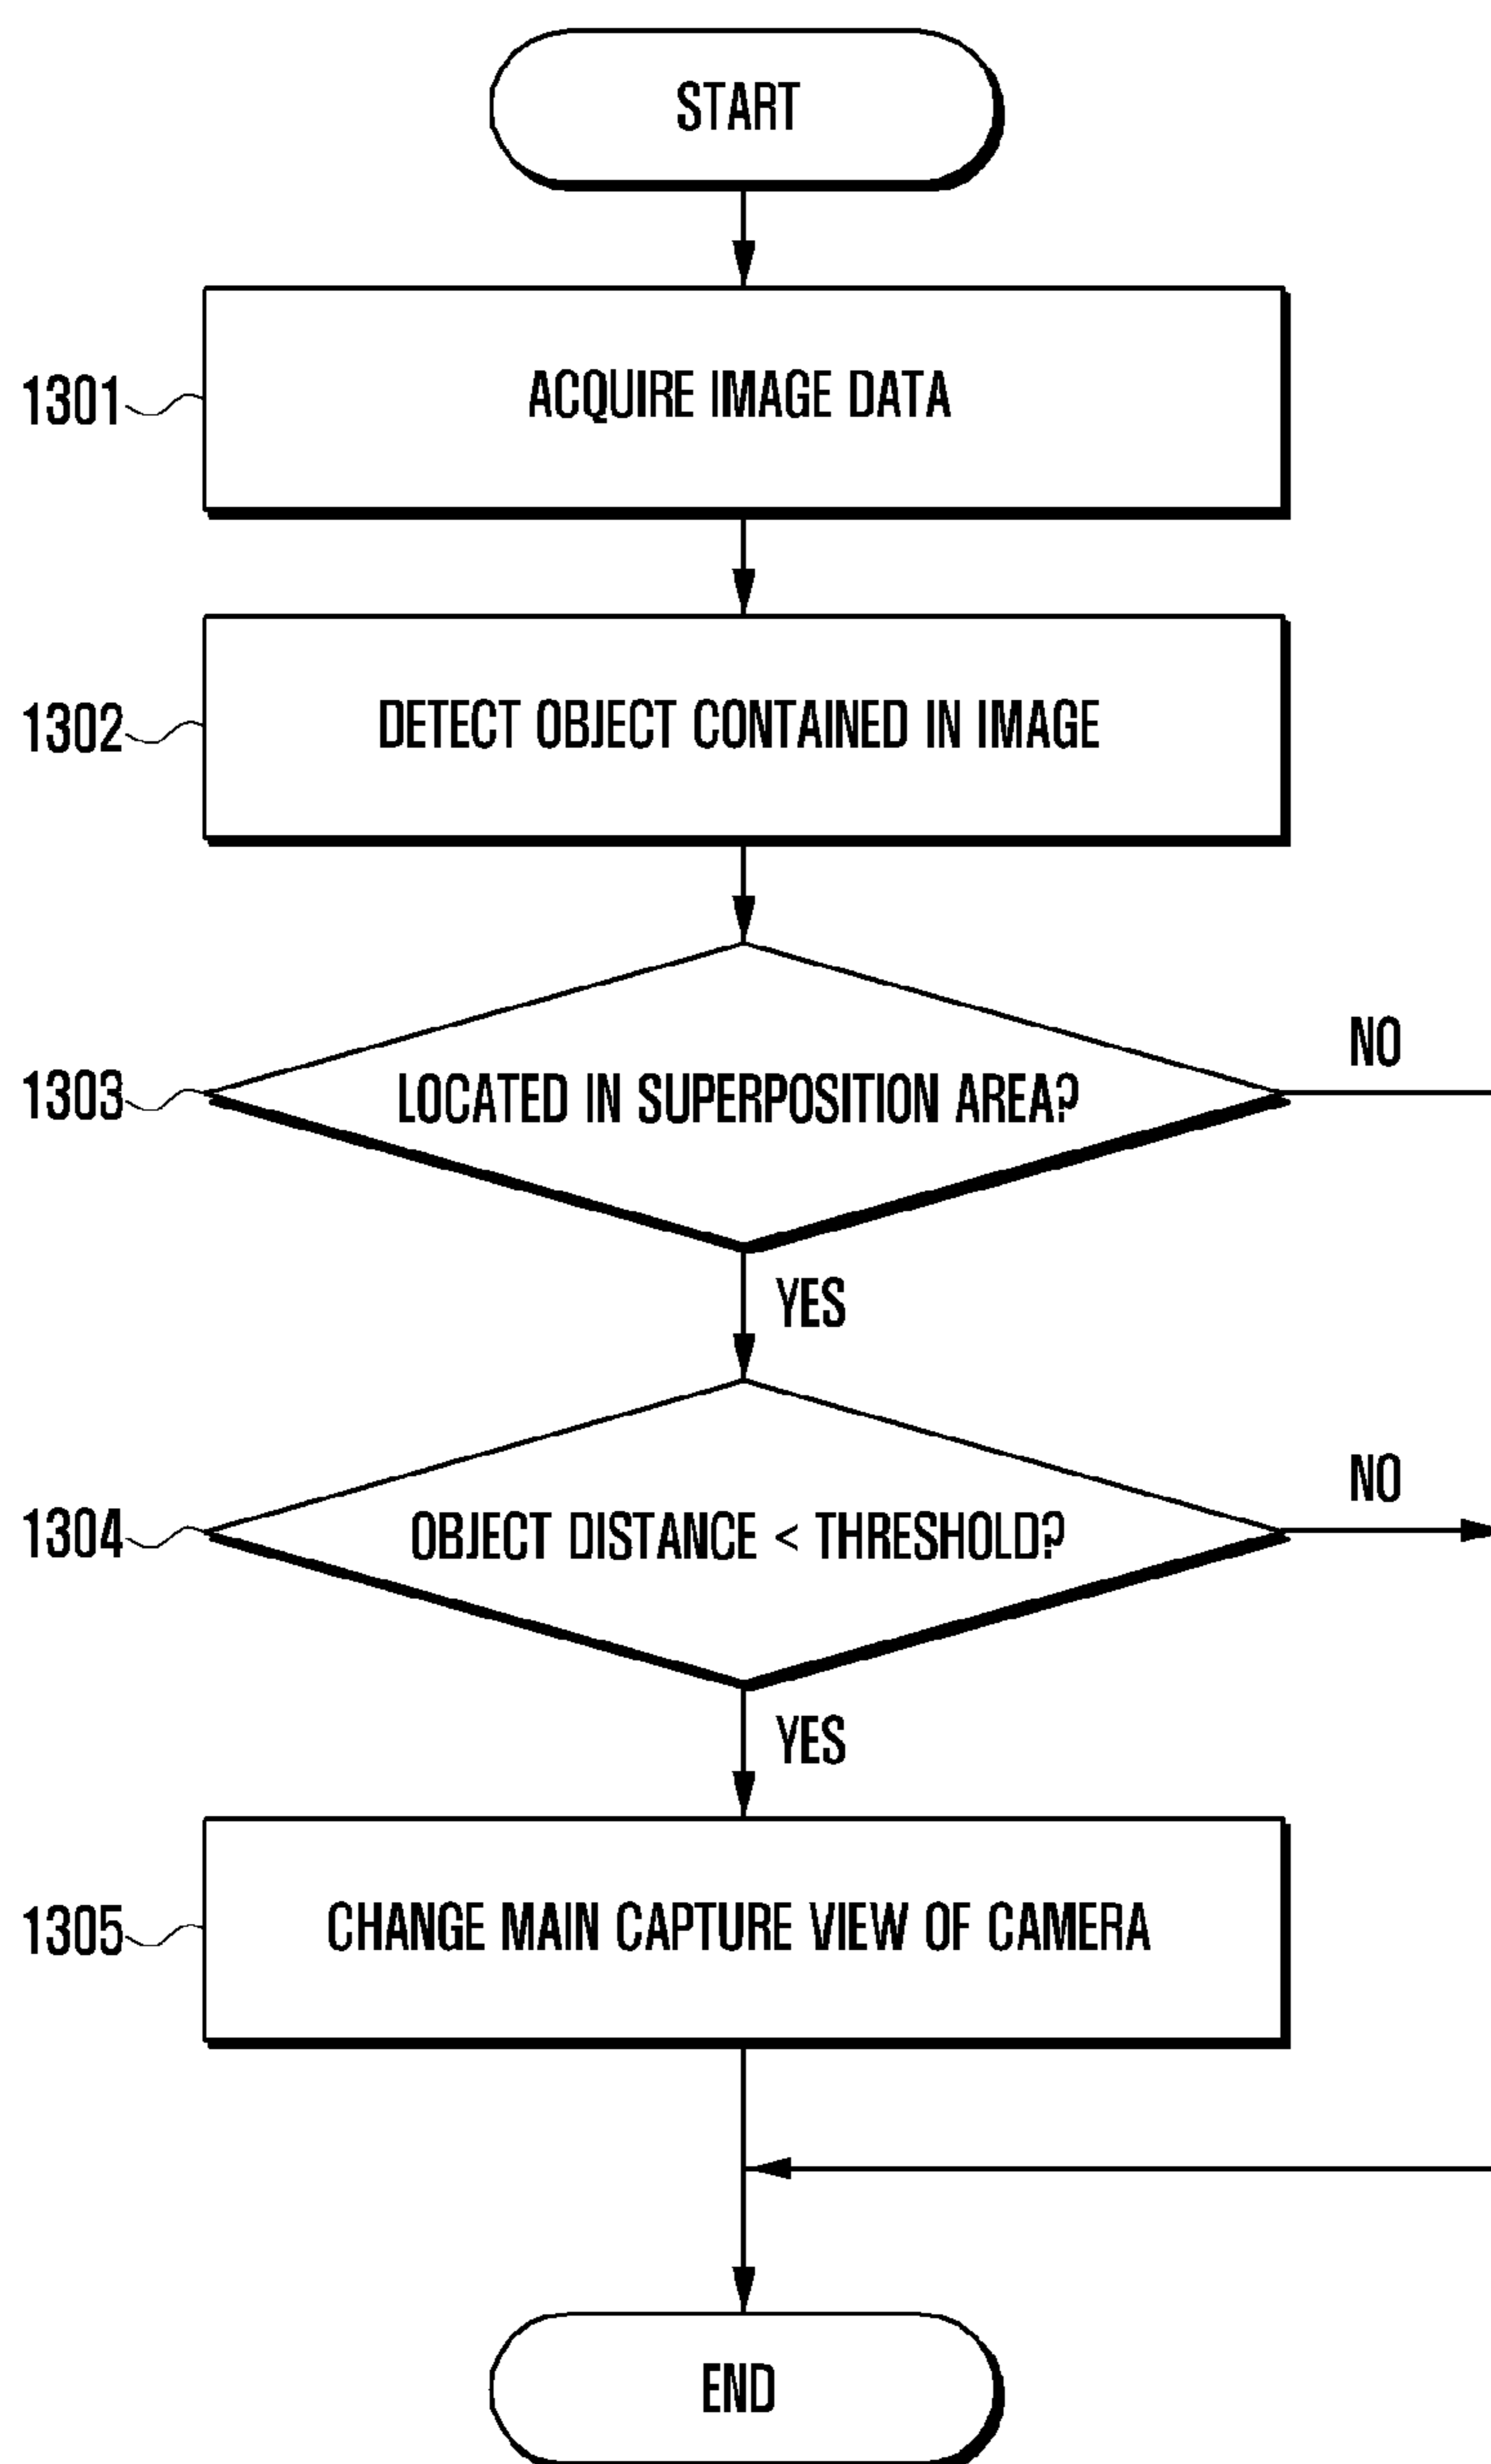 START
1301
ACQUIRE IMAGE DATA
1302
DETECT OBJECT CONTAINED IN IMAGE
1303
LOCATED IN SUPERPOSITION AREA?
NO
YES
1304
OBJECT DISTANCE < THRESHOLD?
NO
YES
1305
CHANGE MAIN CAPTURE VIEW OF CAMERA
END